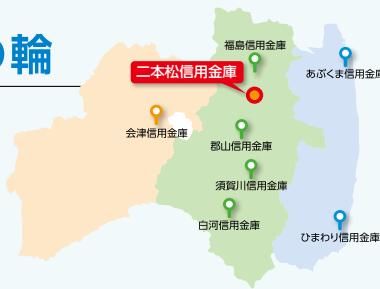 輪
福島信用金庫
二本松信用金庫
あぶくま信用金庫
会津信用金庫
郡山信用金庫
須賀川信用金庫
白河信用金庫
ひまわり信用金庫